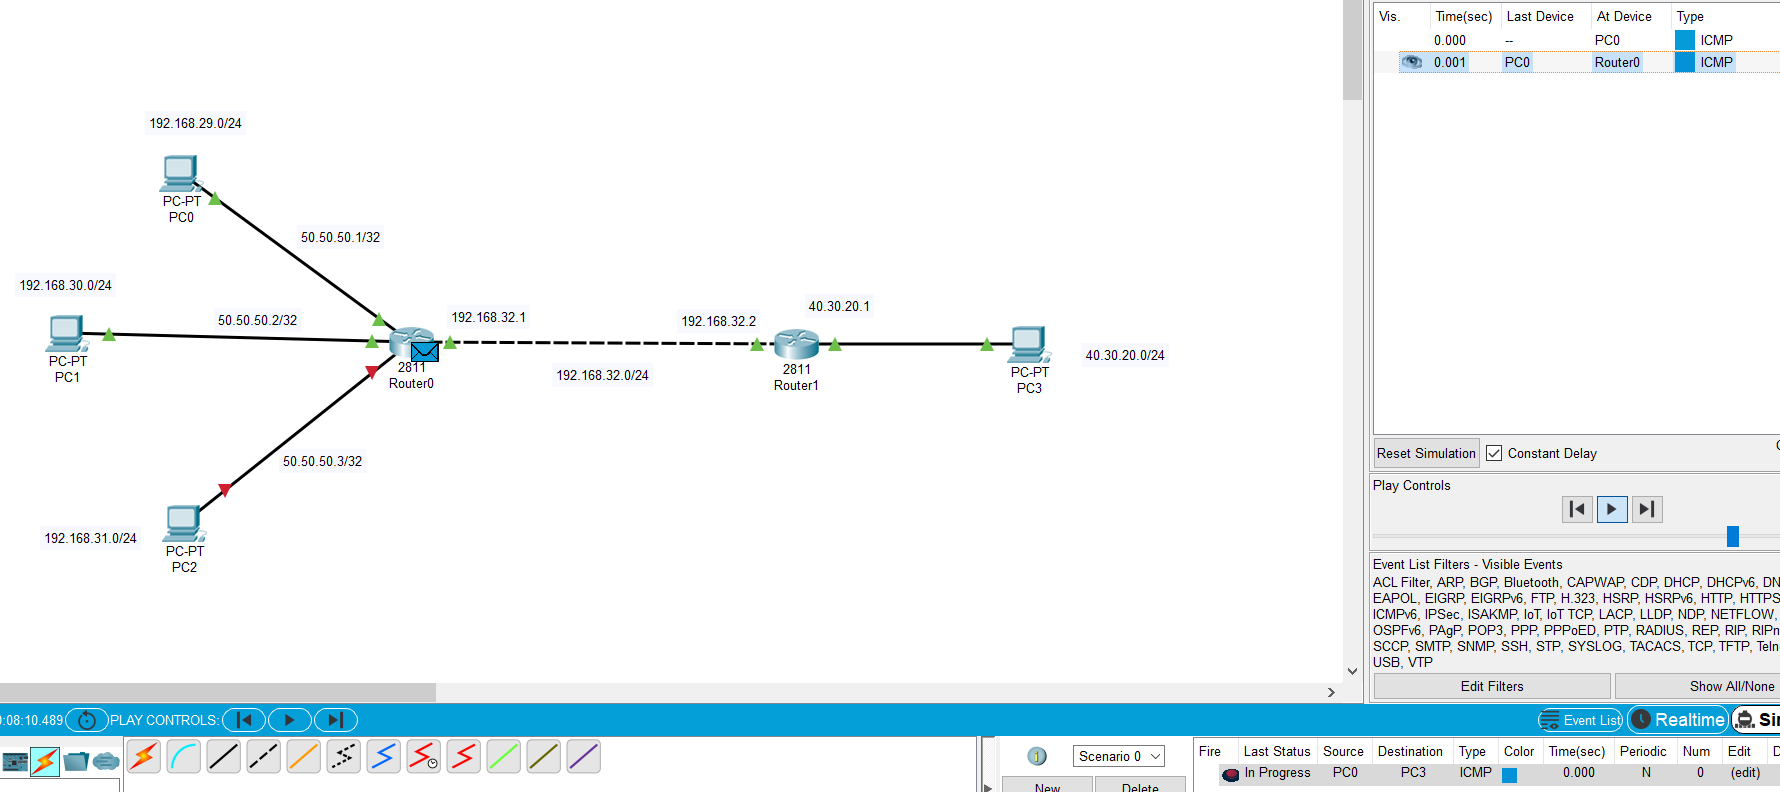 192.168.29.0/24
PC-PT
PC0
50.50.50.1/32
192.168.30.0/24
50.50.50.2/32
PC-PT
PC1
192.168.32.1
2811
Router0
192.168.32.0/24
192.168.32.2
40.30.20.1
2811
Router1
PC-PT
PC3
40.30.20.0/24
50.50.50.3/32
192.168.31.0/24
PC-PT
PC2
Vis. Time(sec) Last Device At Device Type
0.000 -- PC0 ICMP
0.001 PC0 Router0 ICMP
Reset Simulation Constant Delay
Play Controls
Event List Filters - Visible Events
ACL Filter, ARP, BGP, Bluetooth, CAPWAP, CDP, DHCP, DHCPv6, DN
EAPOL, EIGRP, EIGRPv6, FTP, H.323, HSRP, HSRPv6, HTTP, HTTPS
ICMPv6, IPSec, ISAKMP, IoT, IoT TCP, LACP, LLDP, NDP, NETFLOW,
OSPFv6, PAgP, POP3, PPP, PPPoED, PTP, RADIUS, REP, RIP, RIPn
SCCP, SMTP, SNMP, SSH, STP, SYSLOG, TACACS, TCP, TFTP, Teln
USB, VTP
Edit Filters Show All/None
:08:10.489 PLAY CONTROLS:
Event List Realtime Si
1 Scenario 0
New Delete
Fire Last Status Source Destination Type Color Time(sec) Periodic Num Edit D
In Progress PC0 PC3 ICMP 0.000 N 0 (edit)